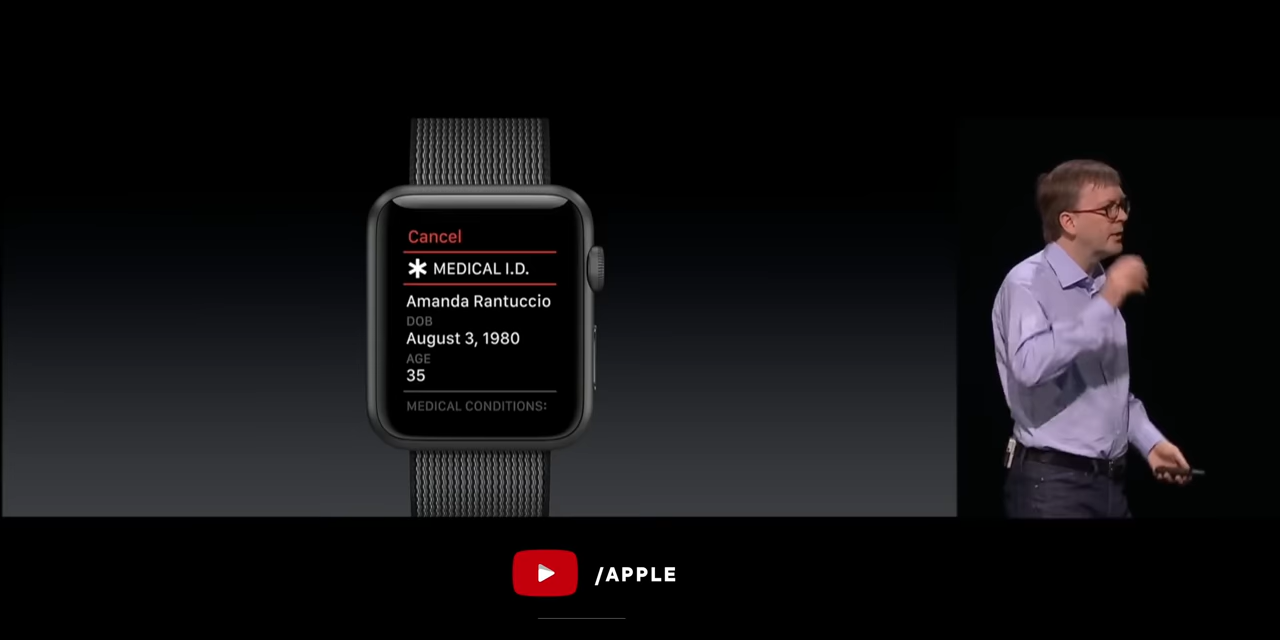 Cancel
MEDICAL I.D.
Amanda Rantuccio
DOB
August 3, 1980
AGE
35
MEDICAL CONDITIONS:
/APPLE